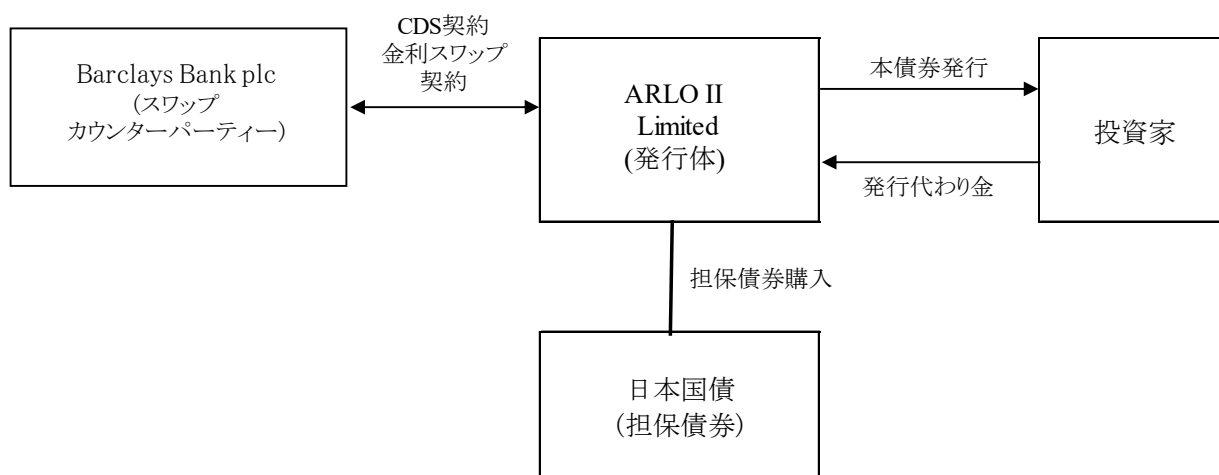 Barclays Bank plc
(スワップ
カウンターパーティー)
CDS契約
金利スワップ
契約
ARLO II
Limited
(発行体)
本債券発行
発行代わり金
投資家
担保債券購入
日本国債
(担保債券)